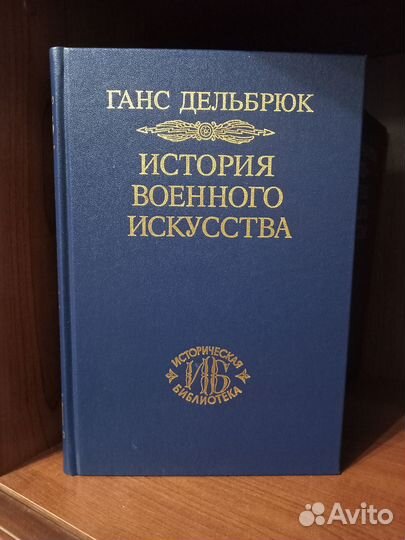 ГАНС ДЕЛЬБРЮК
ИСТОРИЯ
ВОЕННОГО
ИСКУССТВА
ИСТОРИЧЕСКАЯ
ИБ
БИБЛИОТЕКА
Avito